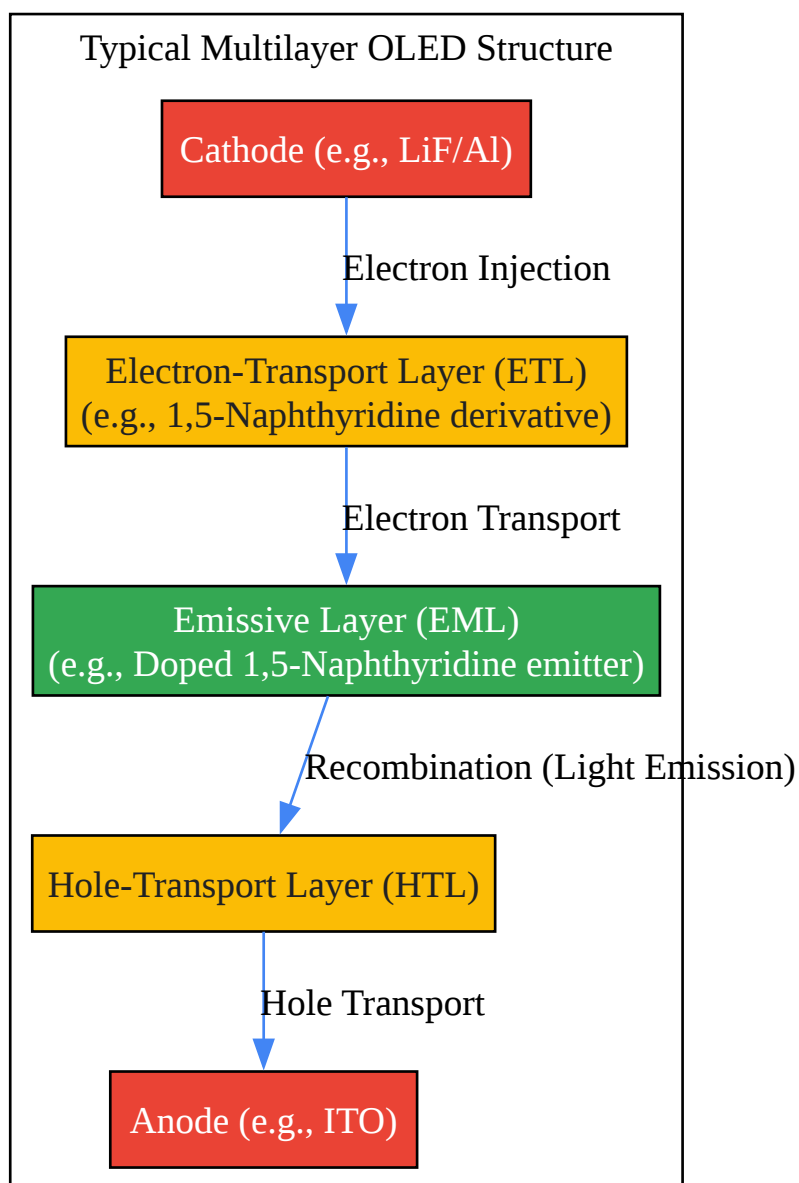 Typical Multilayer OLED Structure
Cathode (e.g., LiF/Al)
Electron Injection
Electron-Transport Layer (ETL)
(e.g., 1,5-Naphthyridine derivative)
Electron Transport
Emissive Layer (EML)
(e.g., Doped 1,5-Naphthyridine emitter)
Recombination (Light Emission)
Hole-Transport Layer (HTL)
Hole Transport
Anode (e.g., ITO)